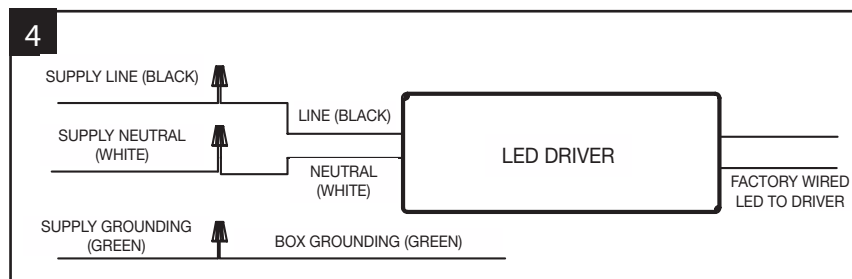 4
SUPPLY LINE (BLACK)
LINE (BLACK)
SUPPLY NEUTRAL
(WHITE)
NEUTRAL
(WHITE)
LED DRIVER
FACTORY WIRED
LED TO DRIVER
SUPPLY GROUNDING
(GREEN)
BOX GROUNDING (GREEN)